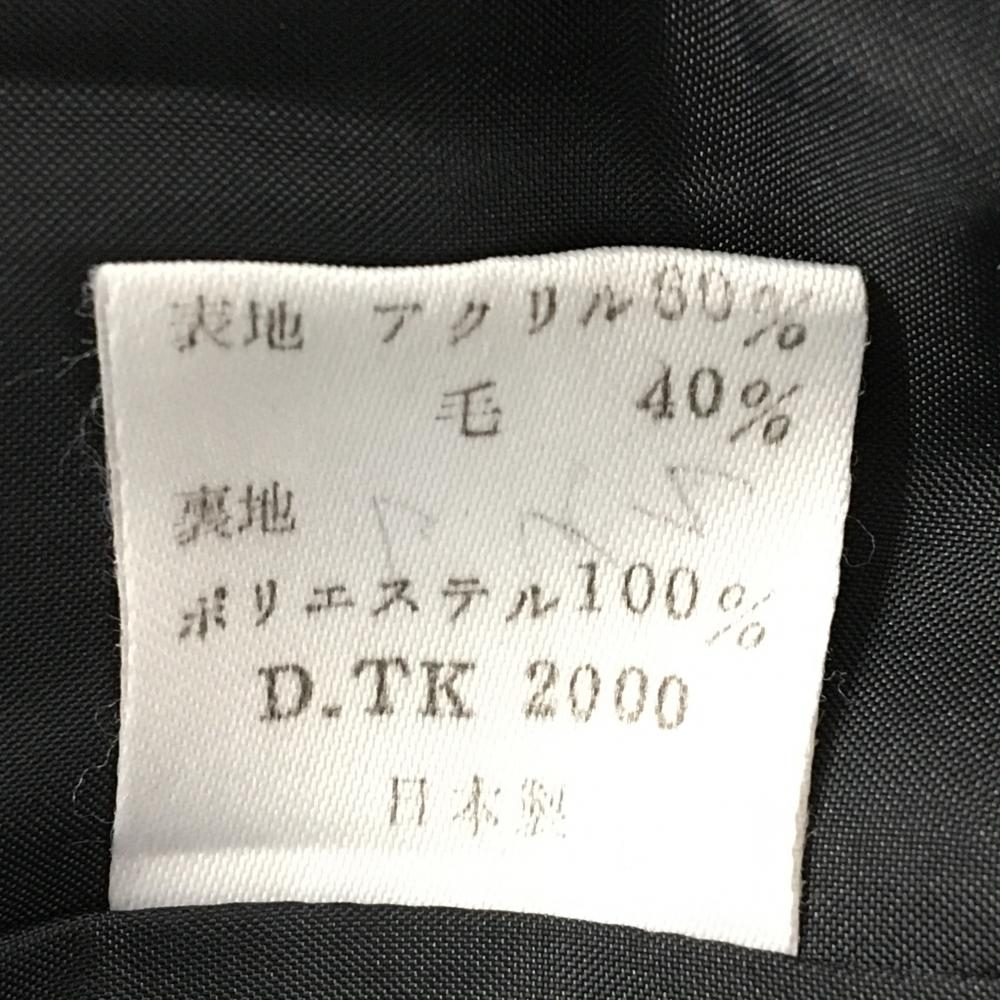 表地 アクリル60%
毛 40%
裏地
ポリエステル100%
D.TK 2000
日本製